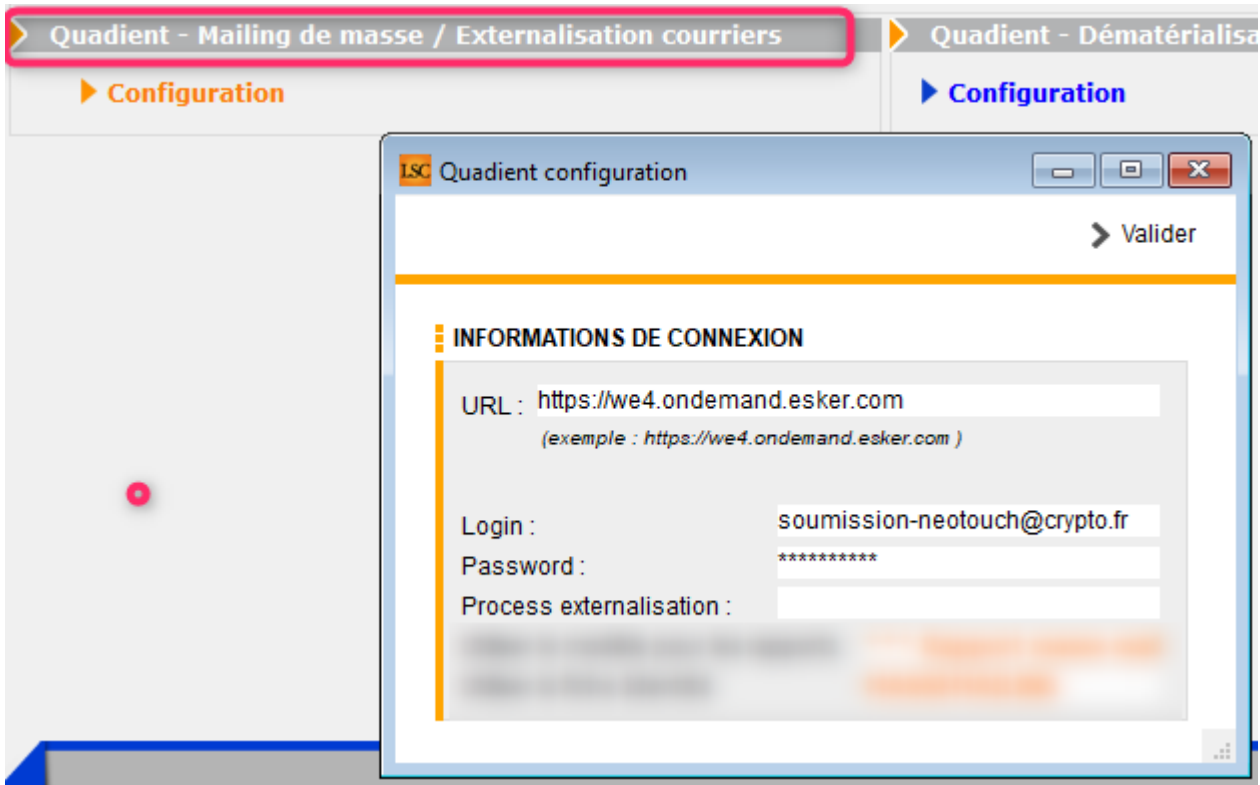 Quadient - Mailing de masse / Externalisation courriers
Quadient - Dématérialisa
Configuration
Configuration
LSC Quadient configuration
Valider
INFORMATIONS DE CONNEXION
URL : https://we4.ondemand.esker.com
(exemple : https://we4.ondemand.esker.com )
Login : soumission-neotouch@crypto.fr
Password : **********
Process externalisation :